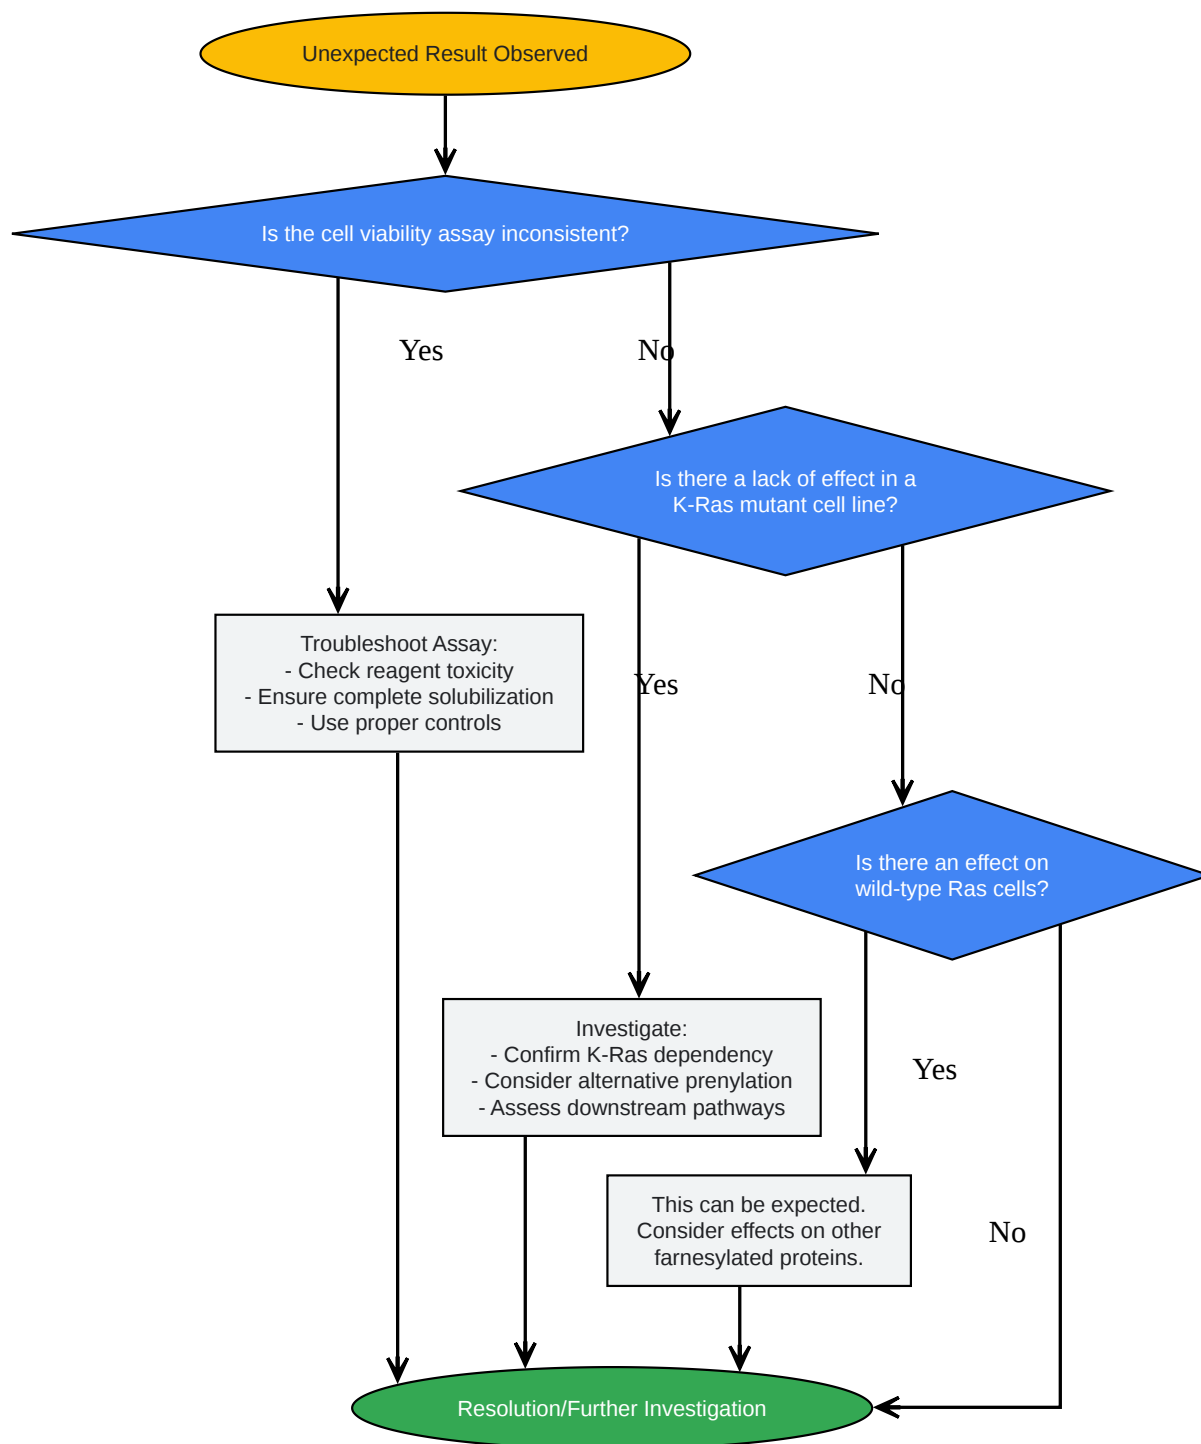 Unexpected Result Observed
Is the cell viability assay inconsistent?
Yes
No
Is there a lack of effect in a
K-Ras mutant cell line?
Troubleshoot Assay:
- Check reagent toxicity
- Ensure complete solubilization
- Use proper controls
Yes
No
Is there an effect on
wild-type Ras cells?
Investigate:
- Confirm K-Ras dependency
- Consider alternative prenylation
- Assess downstream pathways
Yes
This can be expected.
Consider effects on other
farnesylated proteins.
No
Resolution/Further Investigation